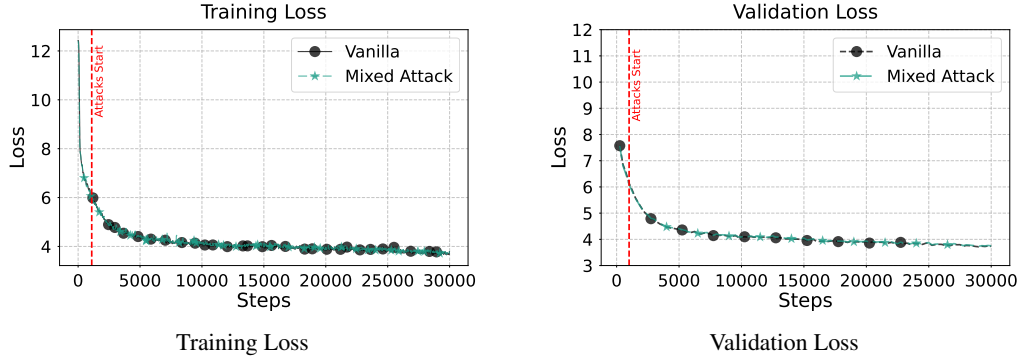 Training Loss
12
10
8
6
4
Loss
Attacks Start
Vanilla
Mixed Attack
0 5000 10000 15000 20000 25000 30000
Steps
Training Loss
Validation Loss
12
11
10
9
8
7
6
5
4
3
Loss
Attacks Start
Vanilla
Mixed Attack
0 5000 10000 15000 20000 25000 30000
Steps
Validation Loss